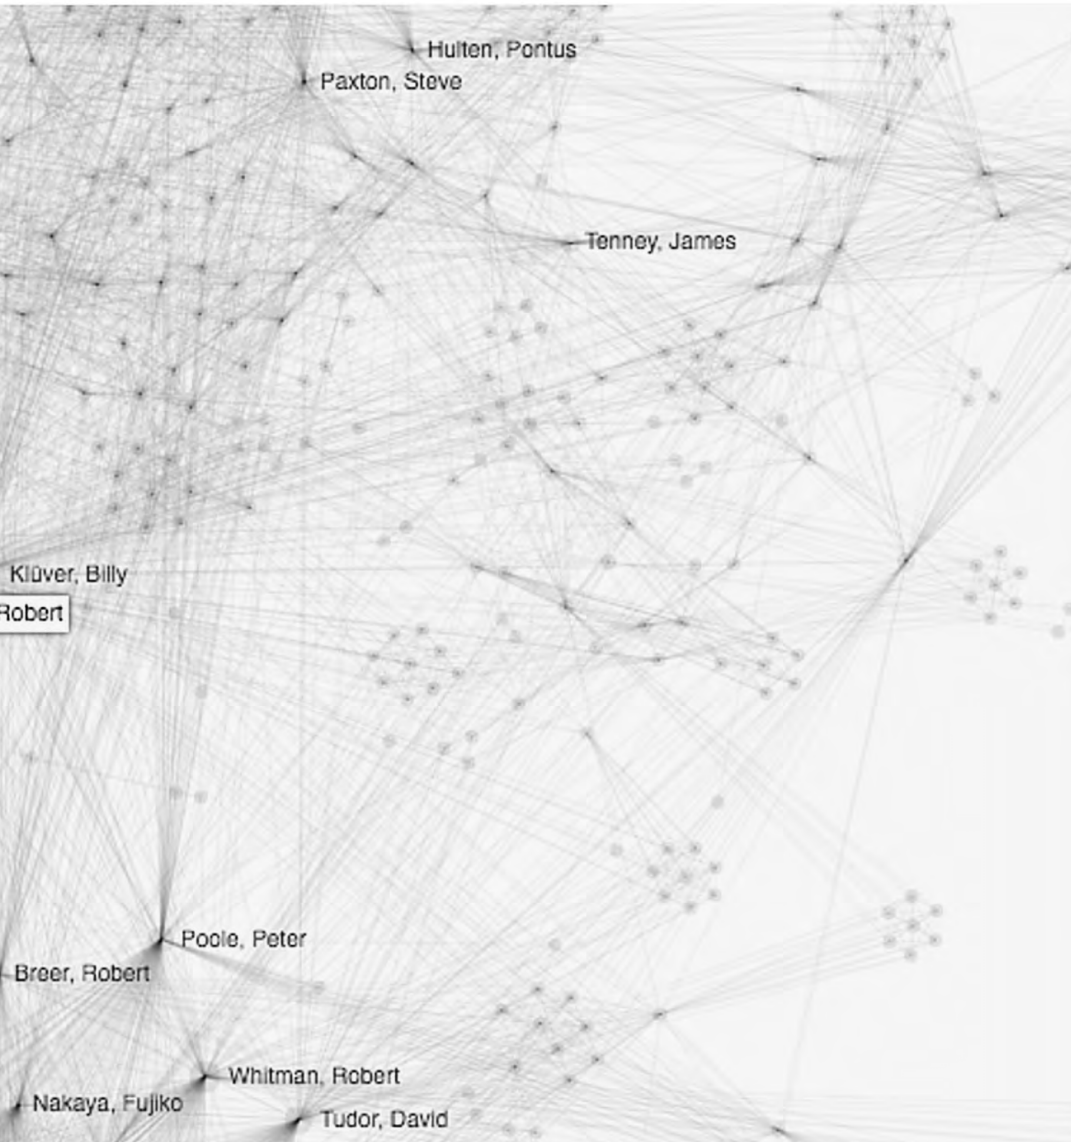 Hulten, Pontus
Paxton, Steve
Tenney, James
Klüver, Billy
Robert
Poole, Peter
Breer, Robert
Whitman, Robert
Nakaya, Fujiko
Tudor, David